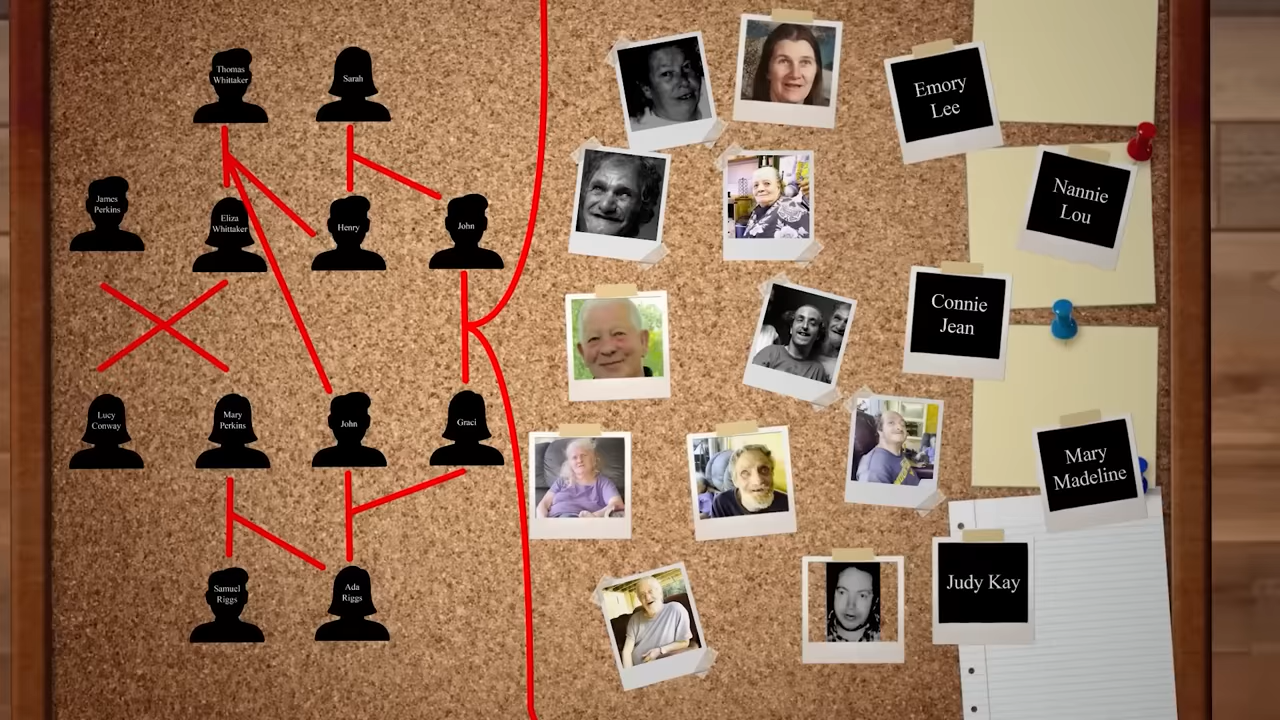 Thomas
Whittaker
Sarah
James
Perkins
Eliza
Whittaker
Henry
John
Lucy
Conway
Mary
Perkins
John
Graci
Samuel
Riggs
Ada
Riggs
Emory
Lee
Nannie
Lou
Connie
Jean
Mary
Madeline
Judy Kay